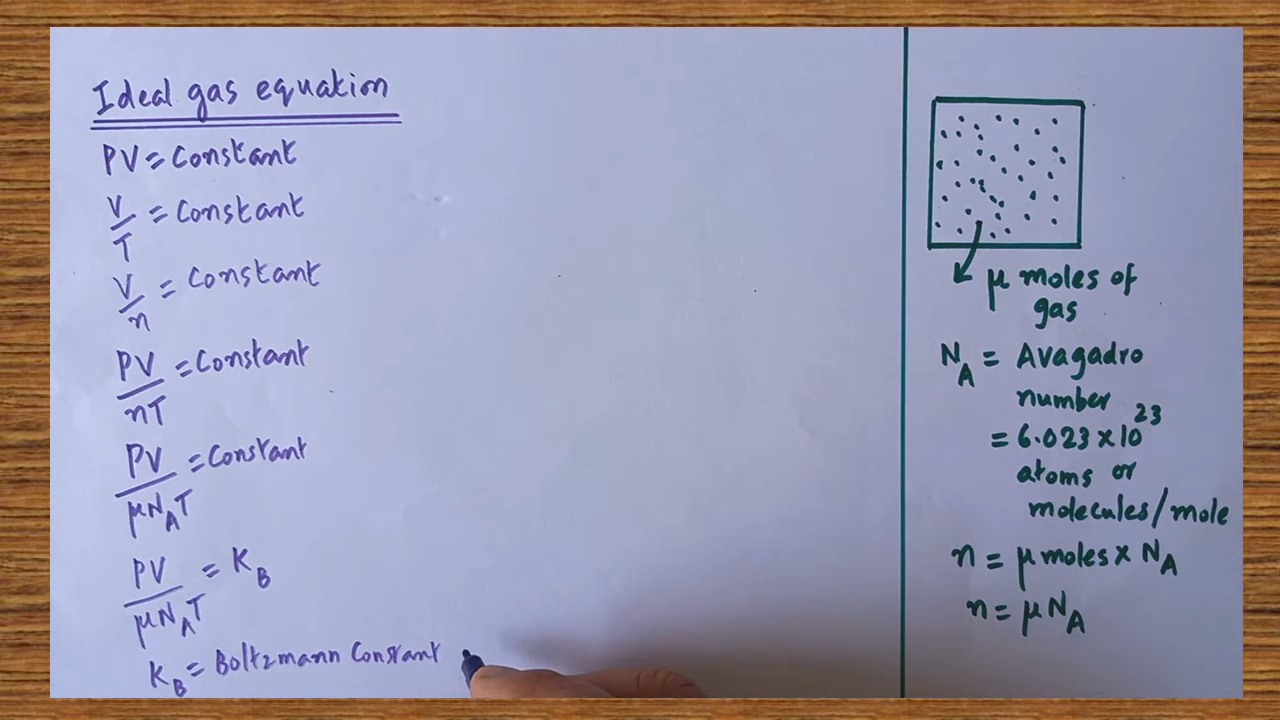 Ideal gas equation
PV = Constant
V/T = Constant
V/n = Constant
PV/nT = Constant
PV/μN_A T = Constant
PV/μN_A T = K_B
K_B = Boltzmann Constant
μ moles of
gas
N_A = Avagadro
number
= 6.023 × 10^23
atoms or
molecules/mole
n = μ moles × N_A
n = μN_A